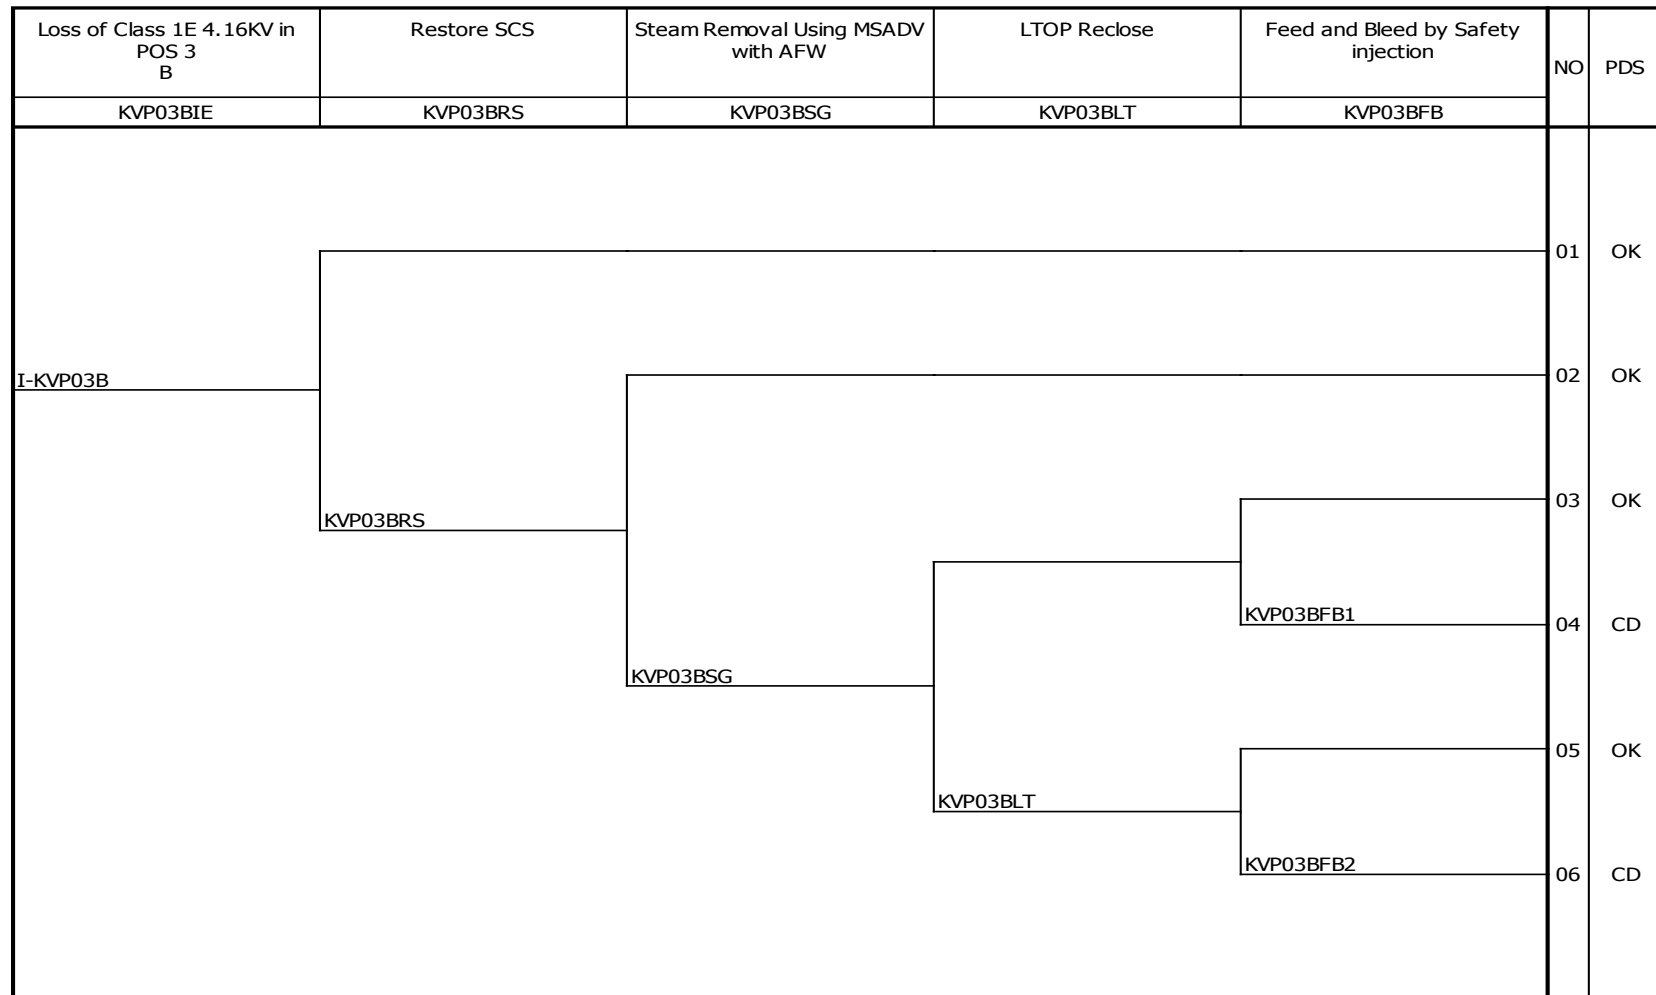 Loss of Class 1E 4.16KV in
POS 3
B
Restore SCS
Steam Removal Using MSADV
with AFW
LTOP Reclose
Feed and Bleed by Safety
injection
NO
PDS
KVP03BIE
KVP03BRS
KVP03BSG
KVP03BLT
KVP03BFB
01
OK
I-KVP03B
02
OK
03
OK
KVP03BRS
KVP03BFB1
04
CD
KVP03BSG
05
OK
KVP03BLT
KVP03BFB2
06
CD